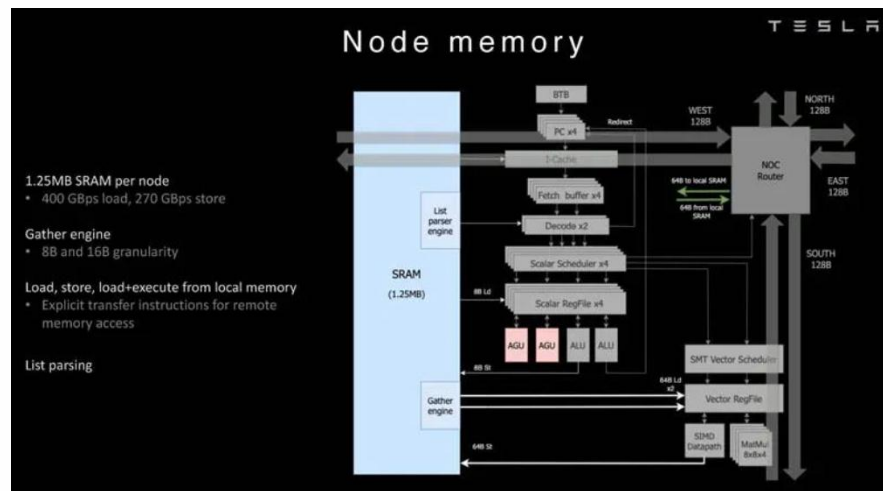 TESLA
Node memory
1.25MB SRAM per node
• 400 GBps load, 270 GBps store
Gather engine
• 8B and 16B granularity
Load, store, load+execute from local memory
• Explicit transfer instructions for remote
memory access
List parsing
SRAM
(1.25MB)
List
parser
engine
Gather
engine
BTB
Redirect
PC x4
I-Cache
Fetch buffer x4
Decode x2
Scalar Scheduler x4
8B Ld
Scalar RegFile x4
AGU
AGU
ALU
ALU
8B St
64B Ld
x2
64B St
SMT Vector Scheduler
Vector RegFile
SIMD
Datapath
MatMul
8x8x4
WEST
128B
NORTH
128B
NOC
Router
64B to local SRAM
64B from local
SRAM
EAST
128B
SOUTH
128B